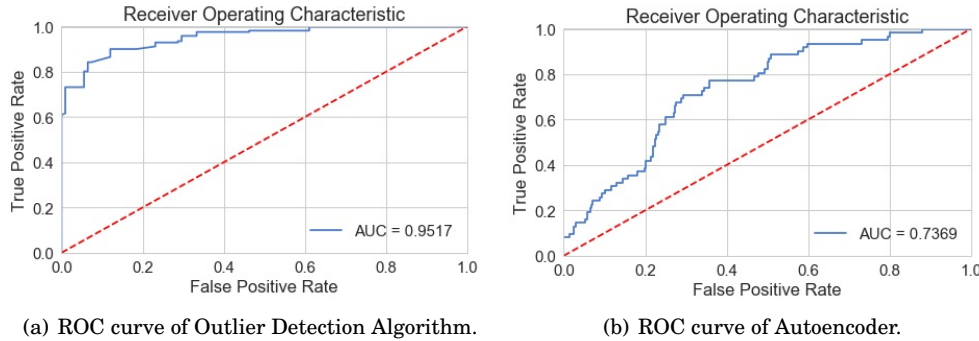 Receiver Operating Characteristic
1.0
0.8
0.6
0.4
0.2
0.0
True Positive Rate
AUC = 0.9517
0.0 0.2 0.4 0.6 0.8 1.0
False Positive Rate
(a) ROC curve of Outlier Detection Algorithm.
Receiver Operating Characteristic
1.0
0.8
0.6
0.4
0.2
0.0
True Positive Rate
AUC = 0.7369
0.0 0.2 0.4 0.6 0.8 1.0
False Positive Rate
(b) ROC curve of Autoencoder.